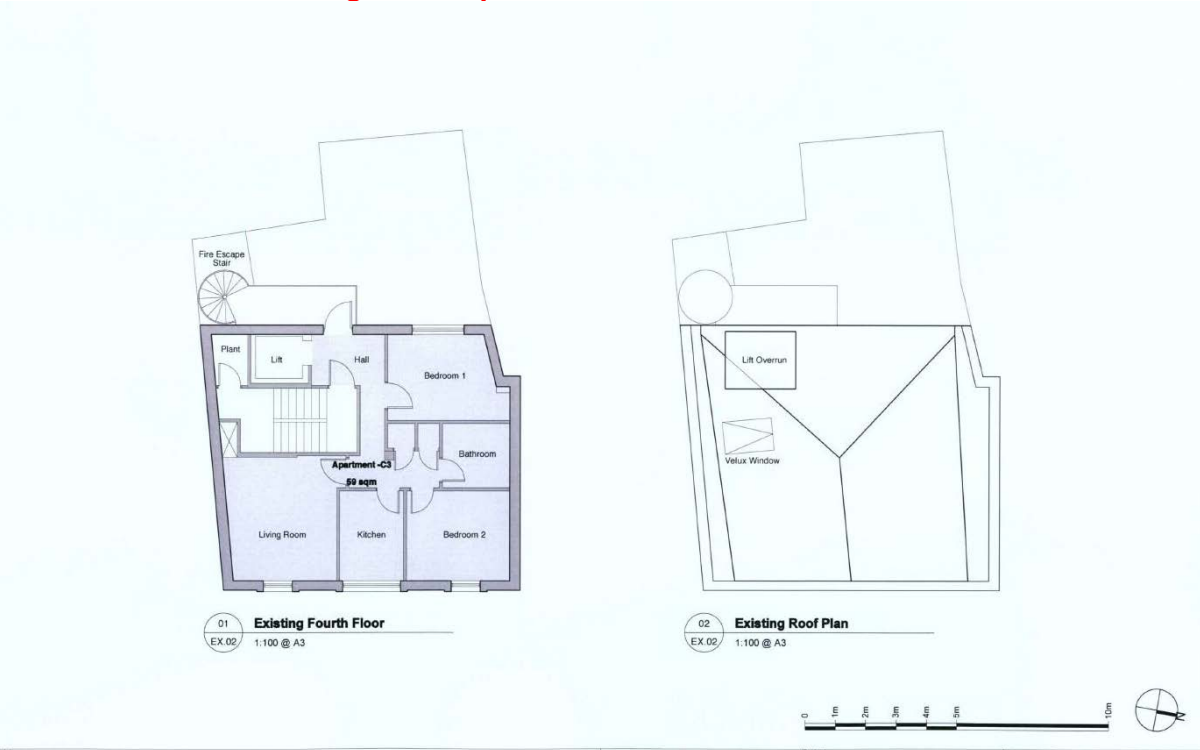 Fire Escape
Stair
Plant
Lift
Hall
Bedroom 1
Bathroom
Apartment -C3
59 sqm
Living Room
Kitchen
Bedroom 2
01
EX.02
Existing Fourth Floor
1:100 @ A3
Lift Overrun
Velux Window
02
EX.02
Existing Roof Plan
1:100 @ A3
0
1m
2m
3m
4m
5m
10m
N